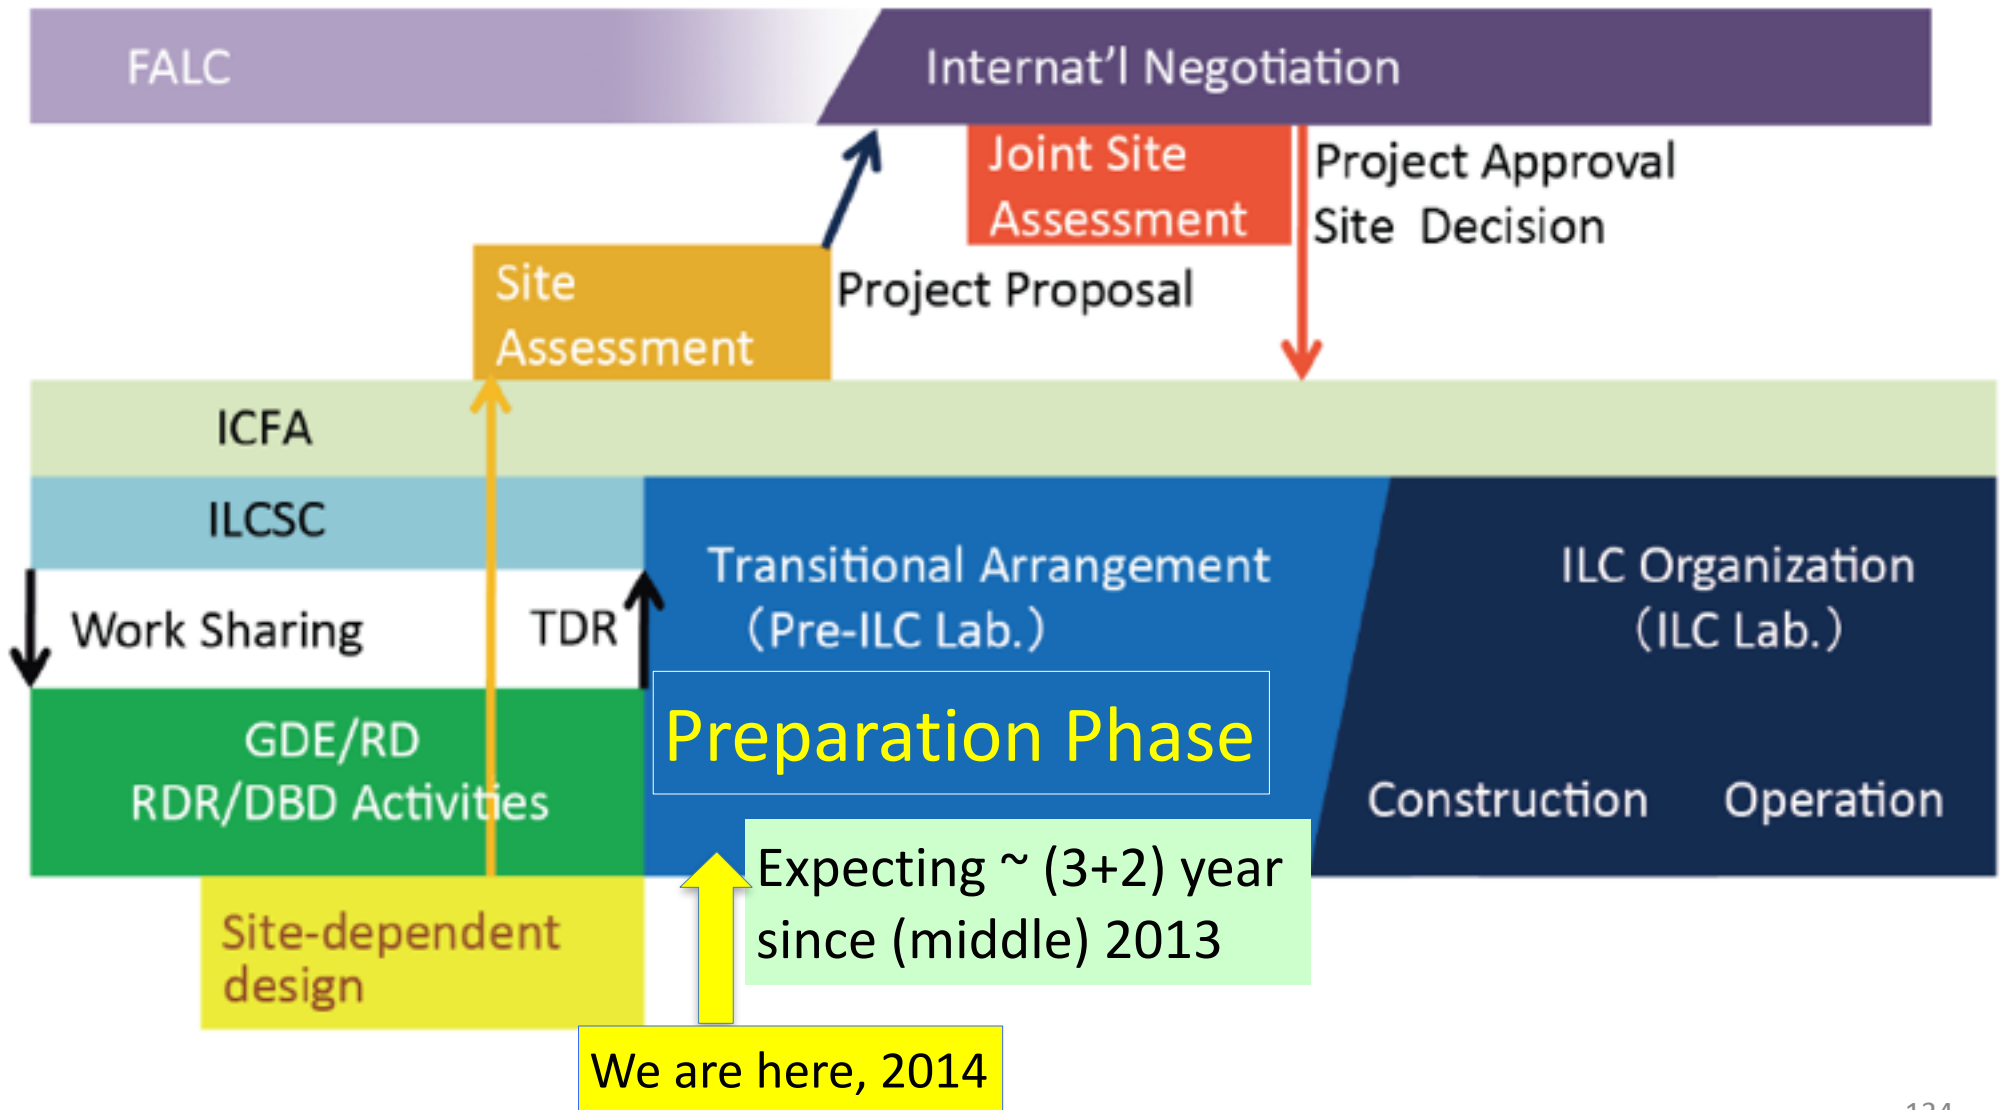 FALC
Internat'l Negotiation
Joint Site
Assessment
Project Approval
Site Decision
Site
Assessment
Project Proposal
ICFA
ILCSC
Work Sharing
TDR
Transitional Arrangement
（Pre-ILC Lab.）
ILC Organization
（ILC Lab.）
GDE/RD
RDR/DBD Activities
Preparation Phase
Construction
Operation
Expecting ~ (3+2) year
since (middle) 2013
Site-dependent
design
We are here, 2014